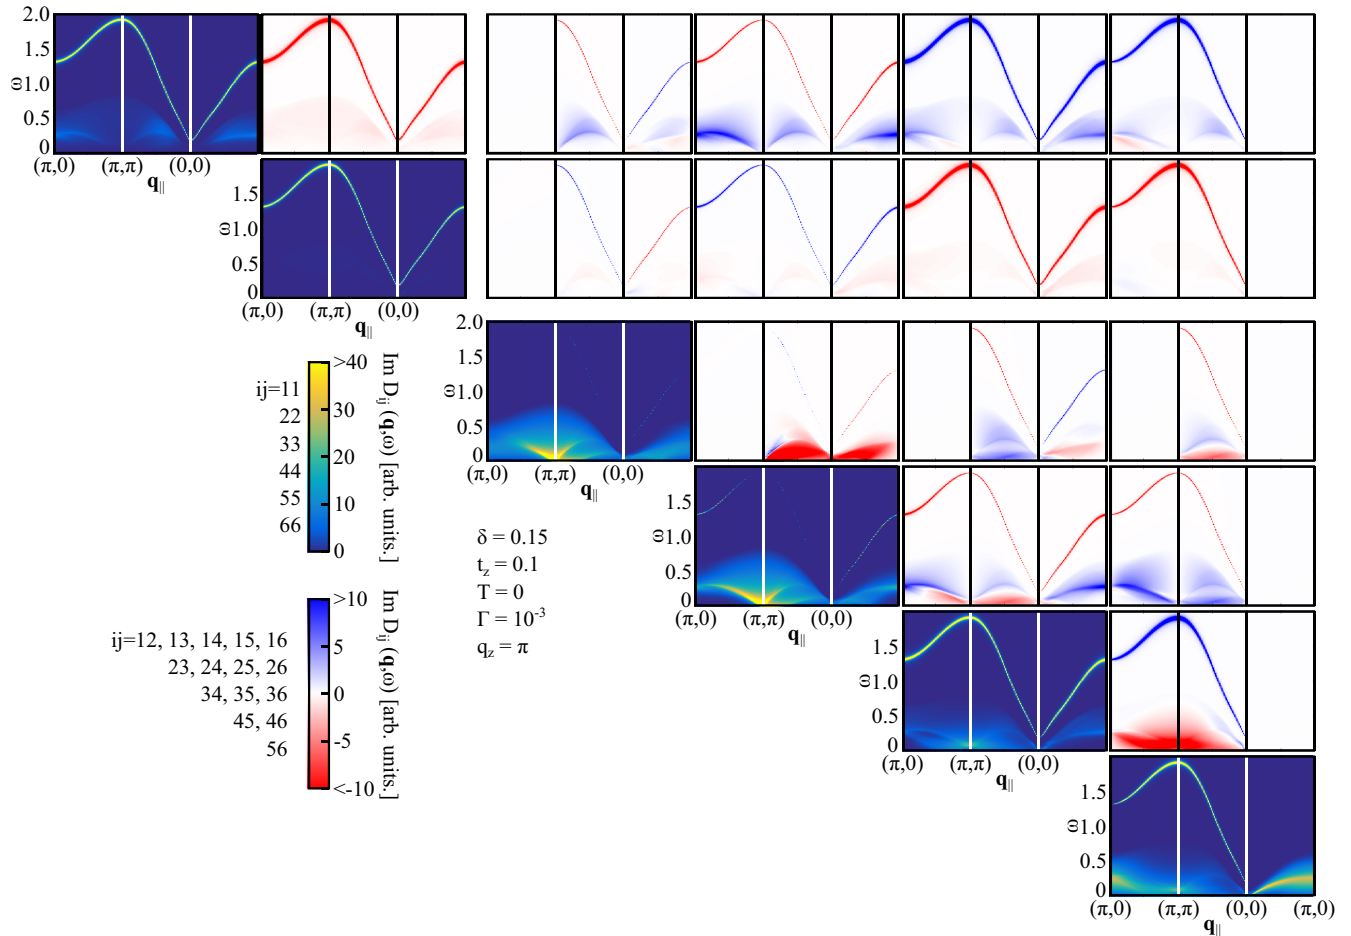 2.0
1.5
1.0
0.5
0
ω
(π,0) (π,π) (0,0)
q||
1.5
ω1.0
0.5
0
(π,0) (π,π) (0,0)
q||
2.0
1.5
ω1.0
0.5
0
(π,0) (π,π) (0,0)
q||
ij=11
22
33
44
55
66
>40
30
20
10
0
Im D_ij (q,ω) [arb. units.]
1.5
ω1.0
0.5
0
(π,0) (π,π) (0,0)
q||
δ = 0.15
t_z = 0.1
T = 0
Γ = 10^-3
q_z = π
ij=12, 13, 14, 15, 16
23, 24, 25, 26
34, 35, 36
45, 46
56
>10
5
0
-5
<-10
Im D_ij (q,ω) [arb. units.]
1.5
ω1.0
0.5
0
(π,0) (π,π) (0,0)
q||
1.5
ω1.0
0.5
0
(π,0) (π,π) (0,0) (π,0)
q||